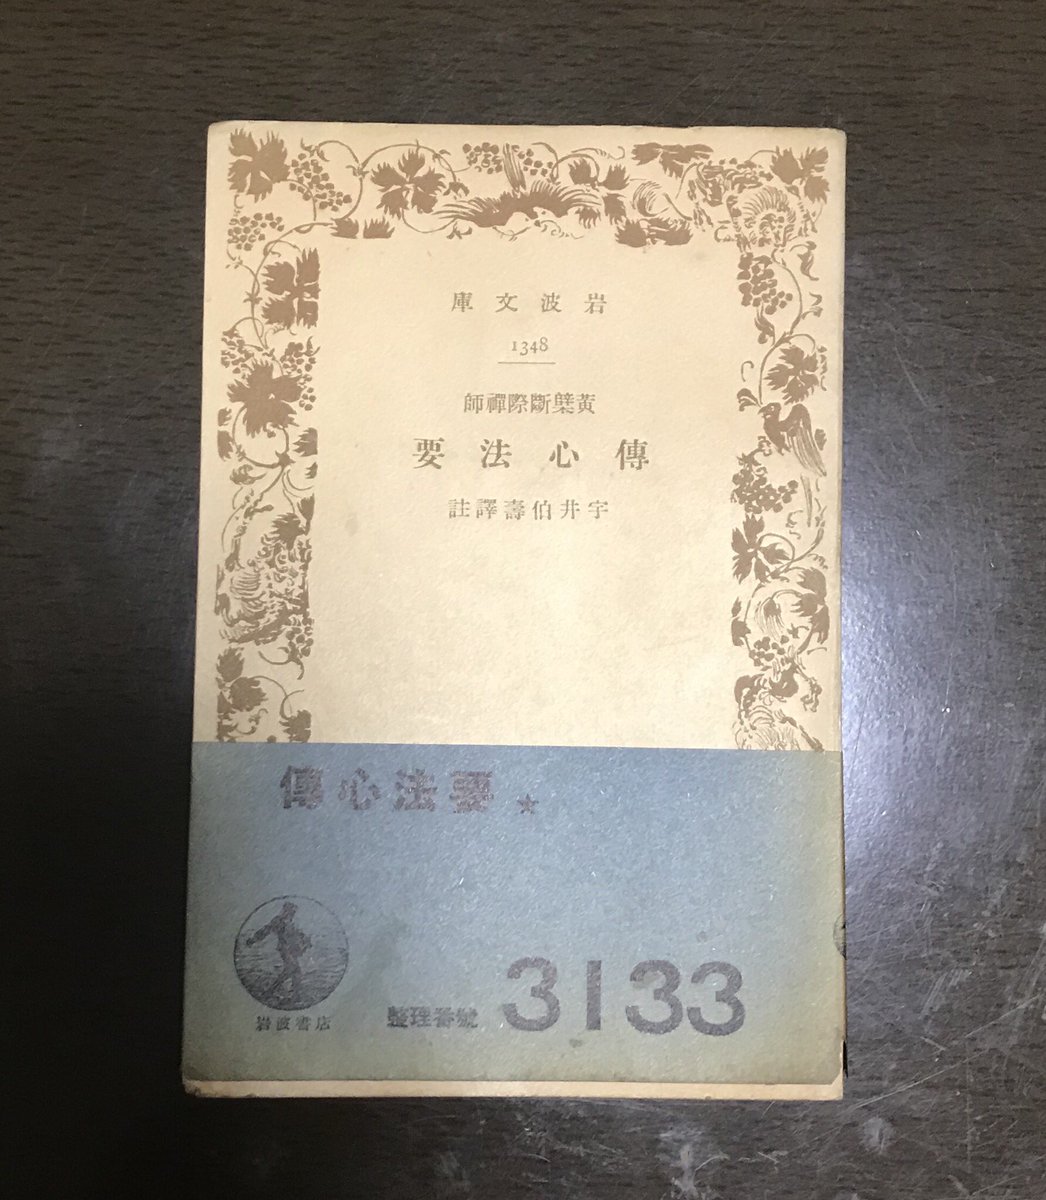 岩波文庫
1348
黃檗斷際禪師
傳心法要
宇井伯壽譯註
傳心法要 ★
岩波書店
整理番號 3133